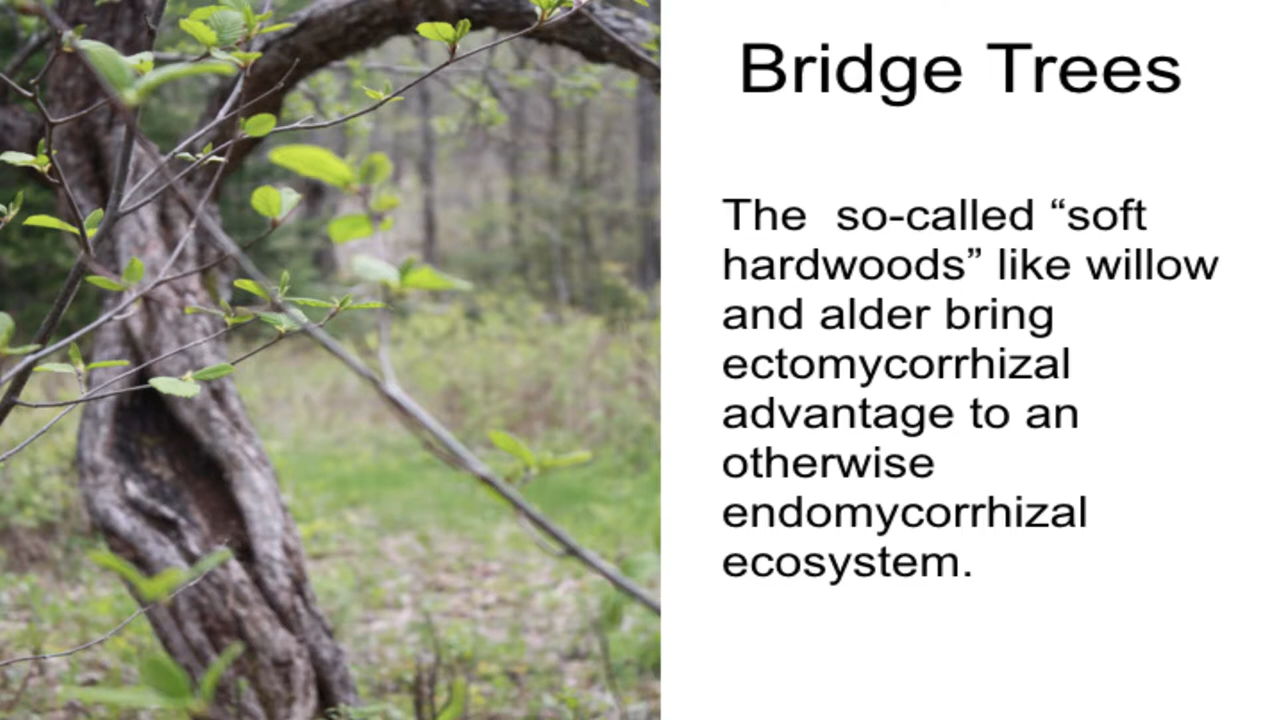 Bridge Trees
The  so-called “soft
hardwoods” like willow
and alder bring
ectomycorrhizal
advantage to an
otherwise
endomycorrhizal
ecosystem.